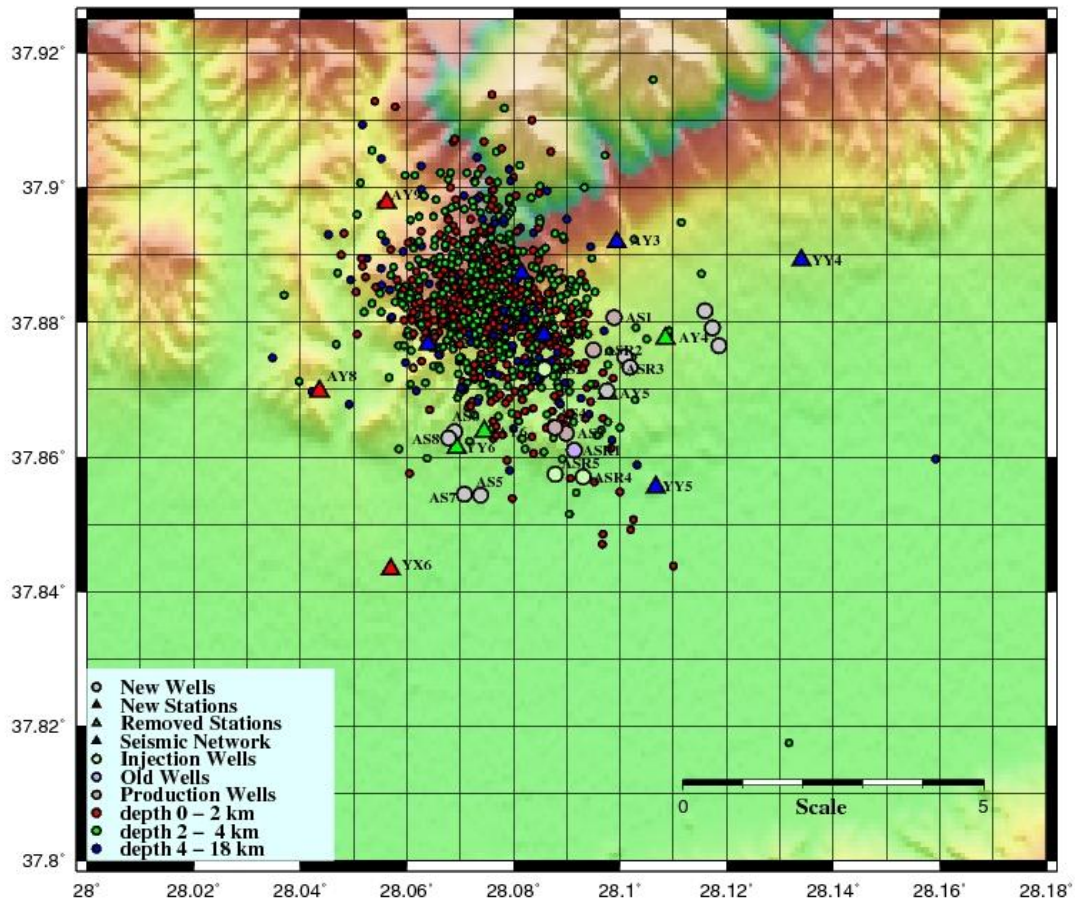 37.92°
37.9°
37.88°
37.86°
37.84°
37.82°
37.8°
AY9
AY3
YY4
AS1
AY4
ASR2
ASR3
AY8
AY5
AS8
YY6
ASR1
ASR5
ASR4
AS7
AS5
YY5
YX6
New Wells
New Stations
Removed Stations
Seismic Network
Injection Wells
Old Wells
Production Wells
depth 0 – 2 km
depth 2 – 4 km
depth 4 – 18 km
0
Scale
5
28°
28.02°
28.04°
28.06°
28.08°
28.1°
28.12°
28.14°
28.16°
28.18°